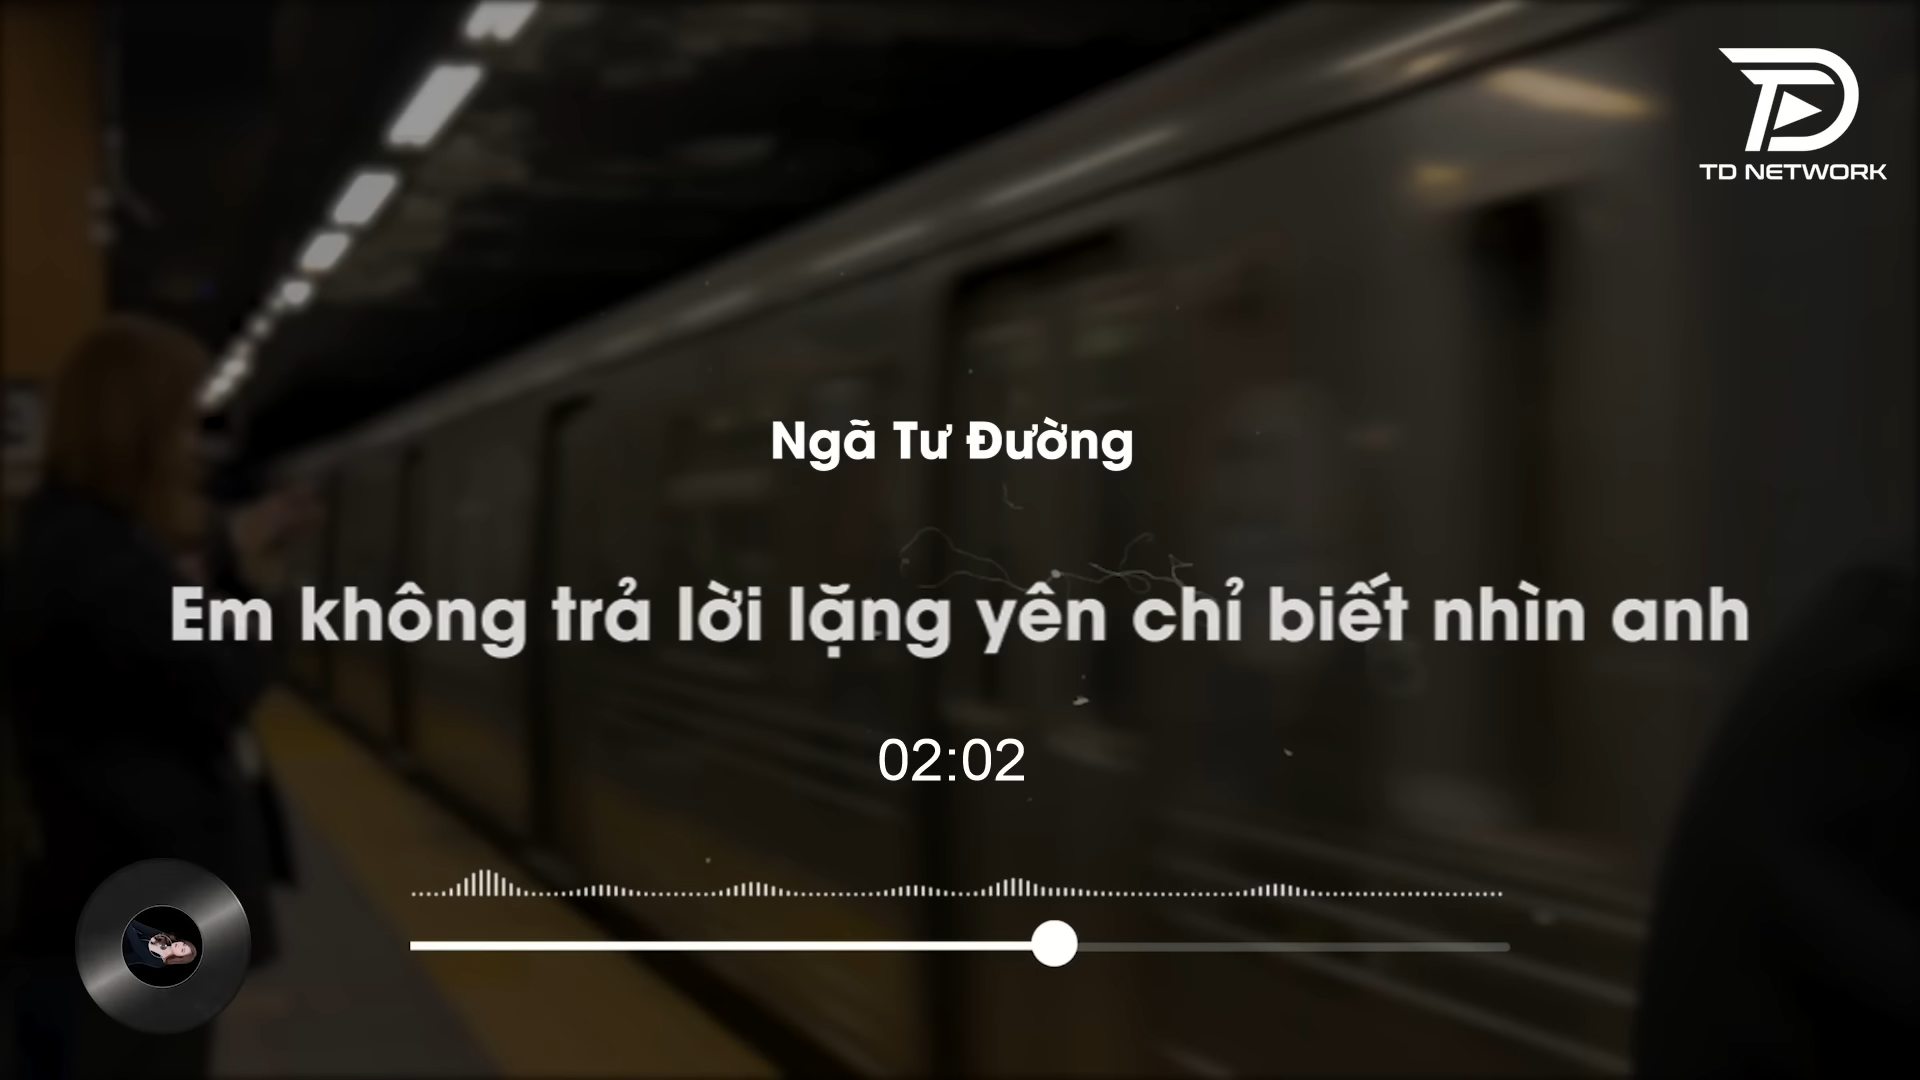 TD NETWORK
Ngã Tư Đường
Em không trả lời lặng yên chỉ biết nhìn anh
02:02